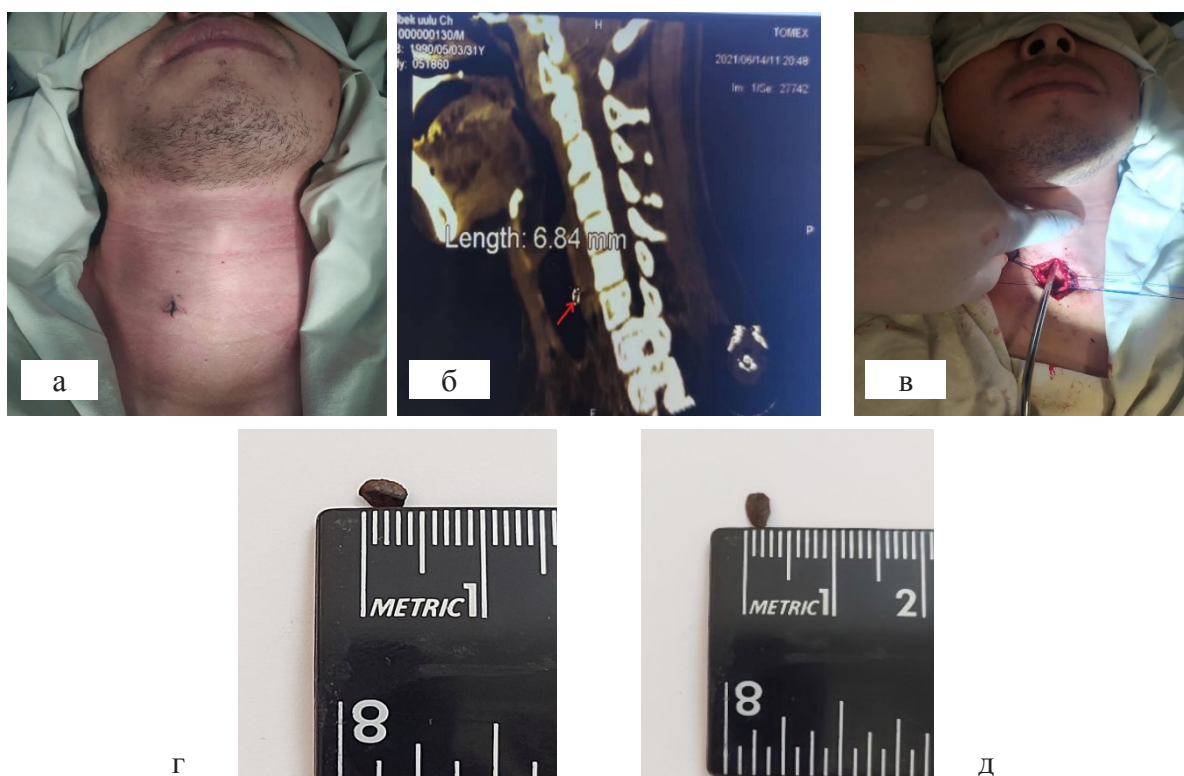 bek uulu Ch
000000130/M
B: 1990/05/03/31Y
dy: 051860
H
TOMEX
2021/06/14/11:20:48
Im: 1/Se: 27742
Length: 6.84 mm
P
F
а
б
в
METRIC 1
8
г
METRIC 1 2
8
д